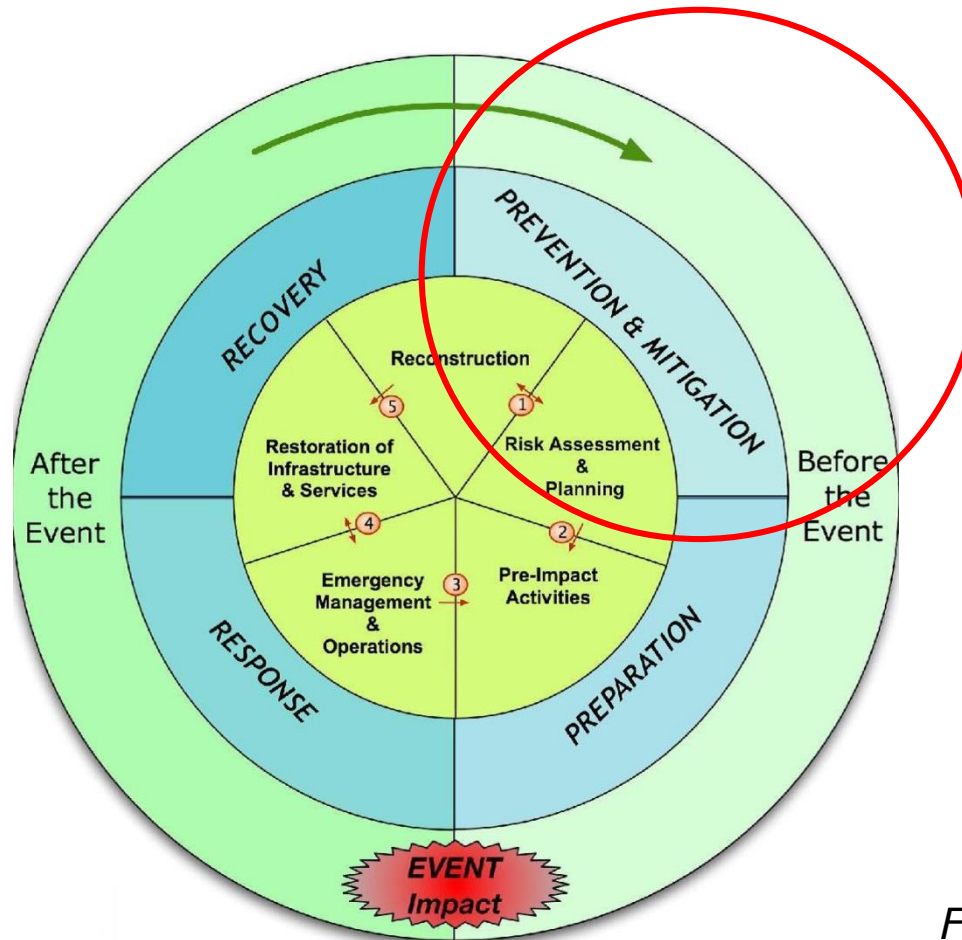 RECOVERY
PREVENTION & MITIGATION
Reconstruction
5
1
Restoration of
Infrastructure
& Services
Risk Assessment
&
Planning
After
the
Event
Before
the
Event
4
2
Emergency
Management
&
Operations
3
Pre-Impact
Activities
RESPONSE
PREPARATION
EVENT
Impact
F